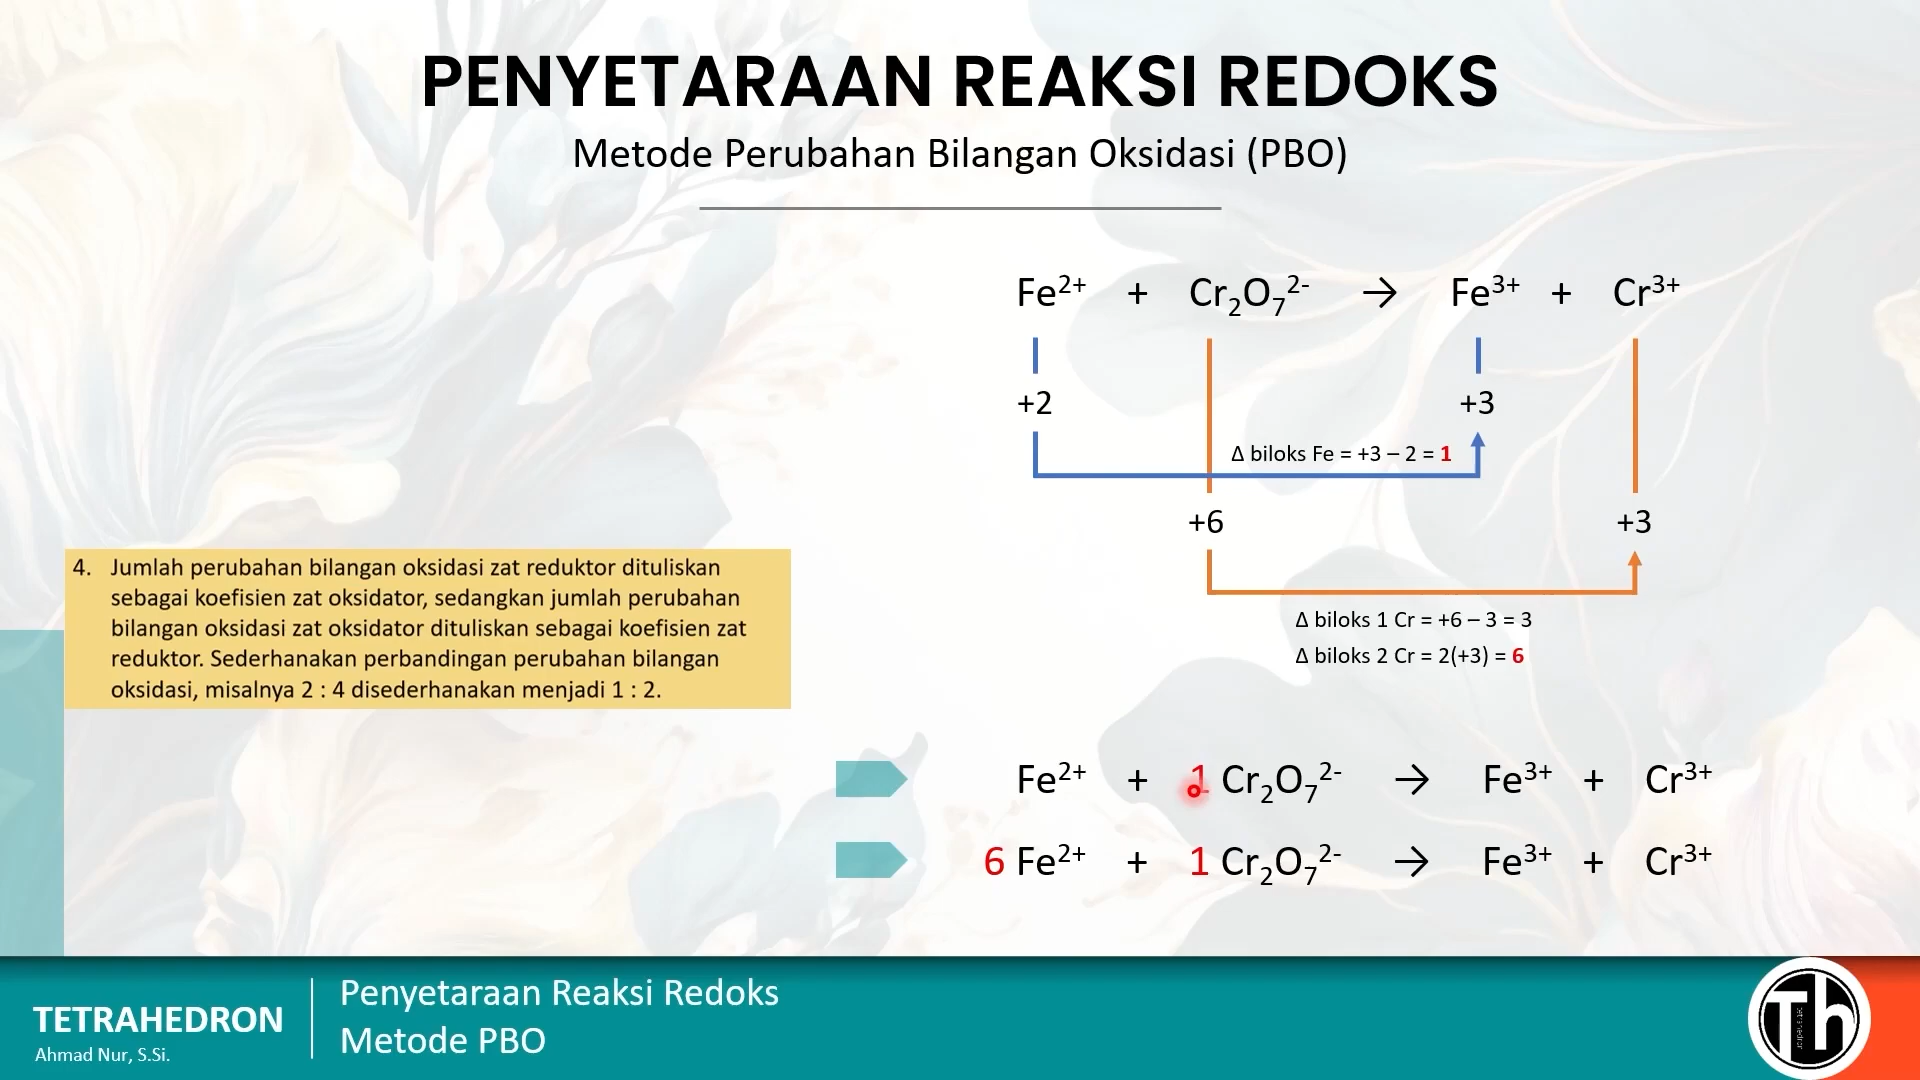 PENYETARAAN REAKSI REDOKS
Metode Perubahan Bilangan Oksidasi (PBO)
Fe²⁺ + Cr₂O₇²⁻ → Fe³⁺ + Cr³⁺
+2 +3
Δ biloks Fe = +3 – 2 = 1
+6 +3
Δ biloks 1 Cr = +6 – 3 = 3
Δ biloks 2 Cr = 2(+3) = 6
4. Jumlah perubahan bilangan oksidasi zat reduktor dituliskan
sebagai koefisien zat oksidator, sedangkan jumlah perubahan
bilangan oksidasi zat oksidator dituliskan sebagai koefisien zat
reduktor. Sederhanakan perbandingan perubahan bilangan
oksidasi, misalnya 2 : 4 disederhanakan menjadi 1 : 2.
Fe²⁺ + 1 Cr₂O₇²⁻ → Fe³⁺ + Cr³⁺
6 Fe²⁺ + 1 Cr₂O₇²⁻ → Fe³⁺ + Cr³⁺
TETRAHEDRON
Ahmad Nur, S.Si.
Penyetaraan Reaksi Redoks
Metode PBO
Th